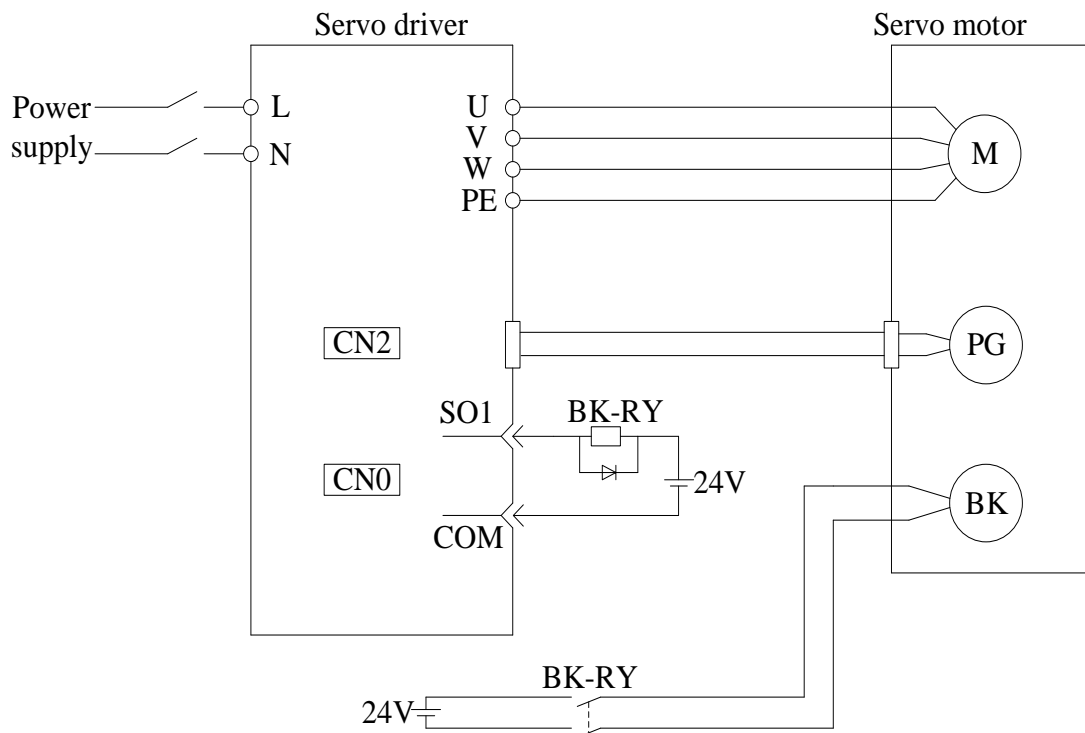 Servo driver
Servo motor
Power
supply
L
N
U
V
W
PE
M
CN2
PG
SO1
BK-RY
CN0
24V
COM
BK
BK-RY
24V